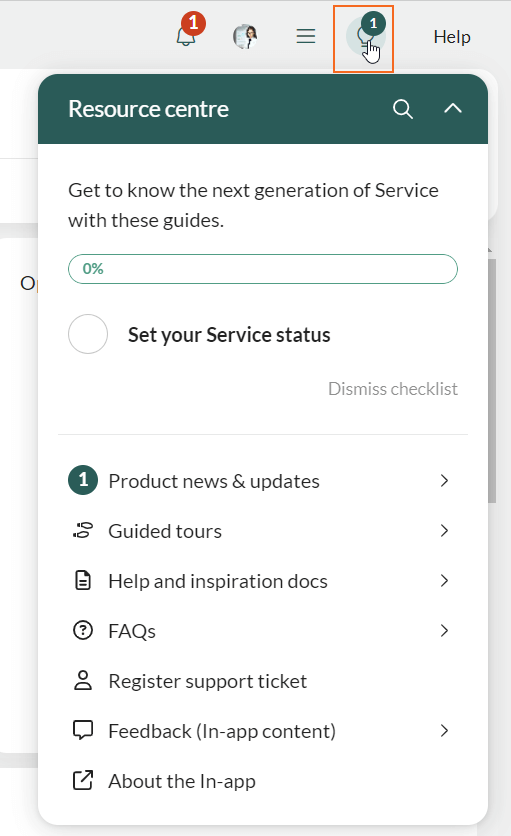 1
1
Help
Resource centre
Get to know the next generation of Service
with these guides.
0%
Set your Service status
Dismiss checklist
1 Product news & updates
Guided tours
Help and inspiration docs
FAQs
Register support ticket
Feedback (In-app content)
About the In-app